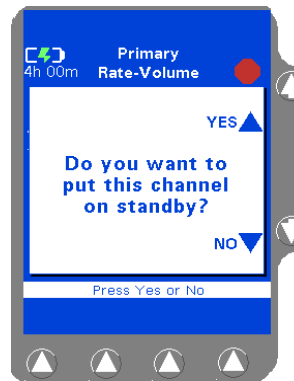 Primary
4h 00m Rate-Volume
YES
Do you want to
put this channel
on standby?
NO
Press Yes or No